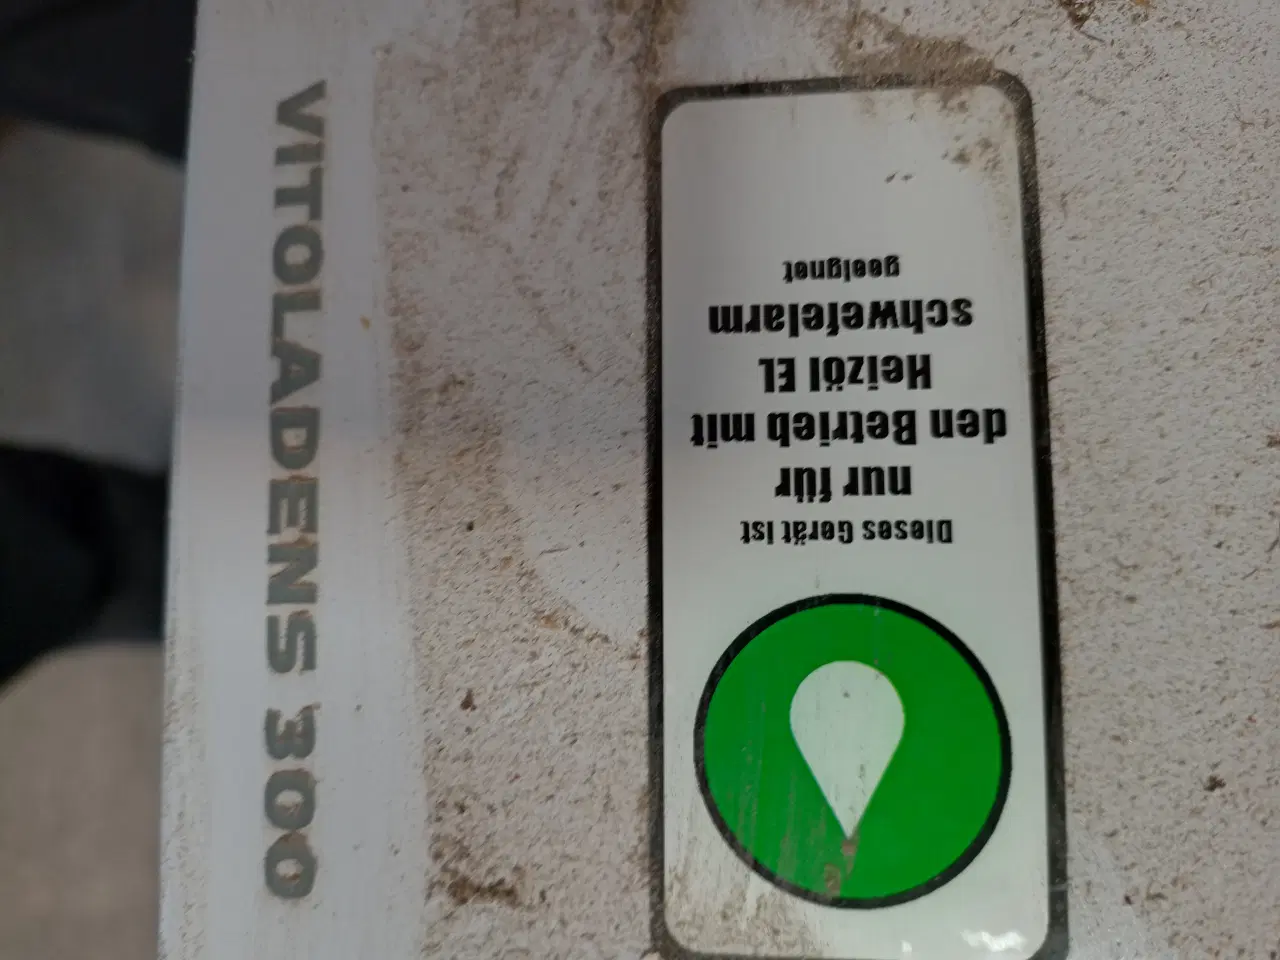 VITOLADENS 300
Dieses Gerät ist
nur für
den Betrieb mit
Heizöl EL
schwefelarm
geeignet